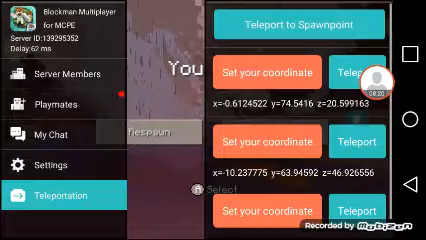 Blockman Multiplayer
for MCPE
Server ID:139295352
Delay:62 ms
Server Members
Playmates
My Chat
Settings
Teleportation
You
Respawn
A Select
Teleport to Spawnpoint
Set your coordinate
08:20
x=-0.6124522 y=74.5416 z=20.599163
Set your coordinate Teleport
x=-10.237775 y=63.94592 z=46.926556
Set your coordinate Teleport
Recorded by Mobizen